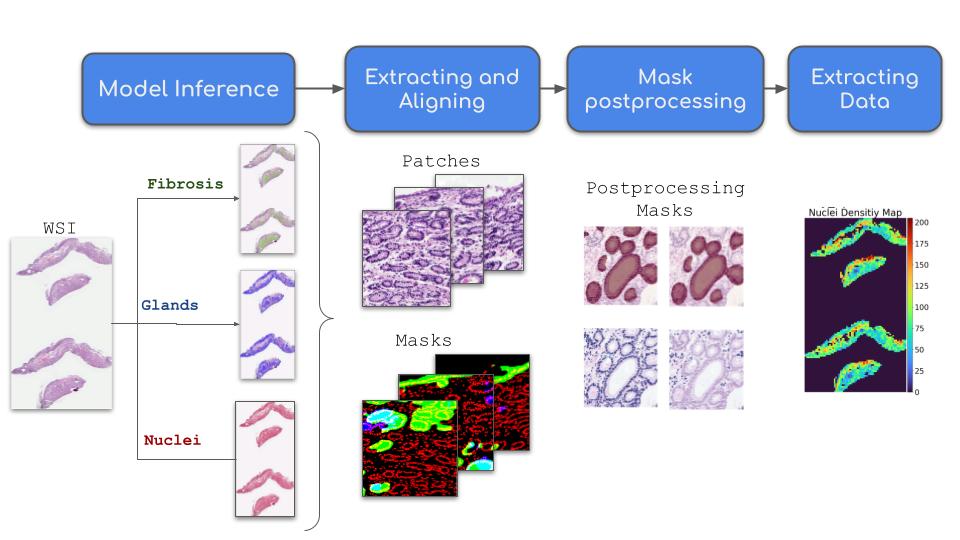 Model Inference
Extracting and
Aligning
Mask
postprocessing
Extracting
Data
WSI
Fibrosis
Glands
Nuclei
Patches
Masks
Postprocessing
Masks
Nuclei Densitiy Map
200
175
150
125
100
75
50
25
0